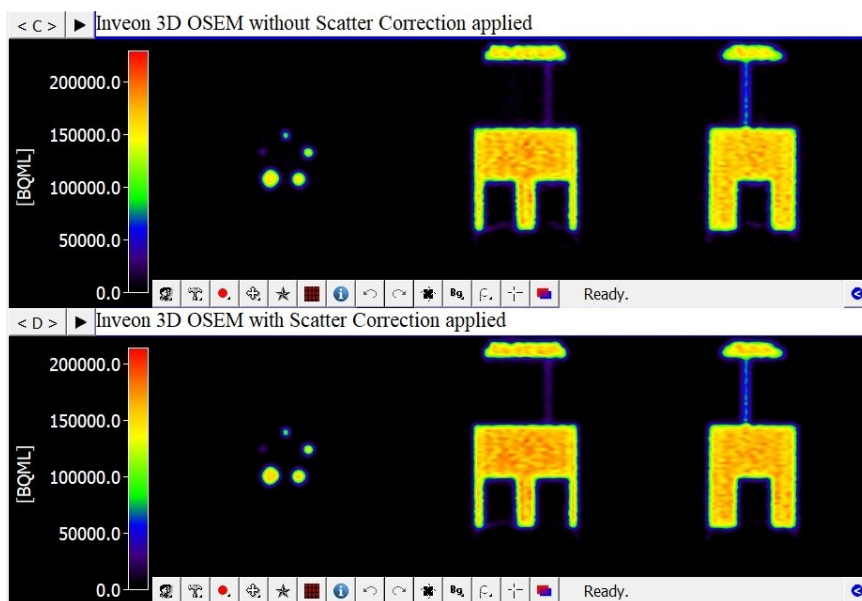 < C > Inveon 3D OSEM without Scatter Correction applied
200000.0
150000.0
100000.0
50000.0
0.0
[BQML]
Bg
Ready.
< D > Inveon 3D OSEM with Scatter Correction applied
200000.0
150000.0
100000.0
50000.0
0.0
[BQML]
Bg
Ready.